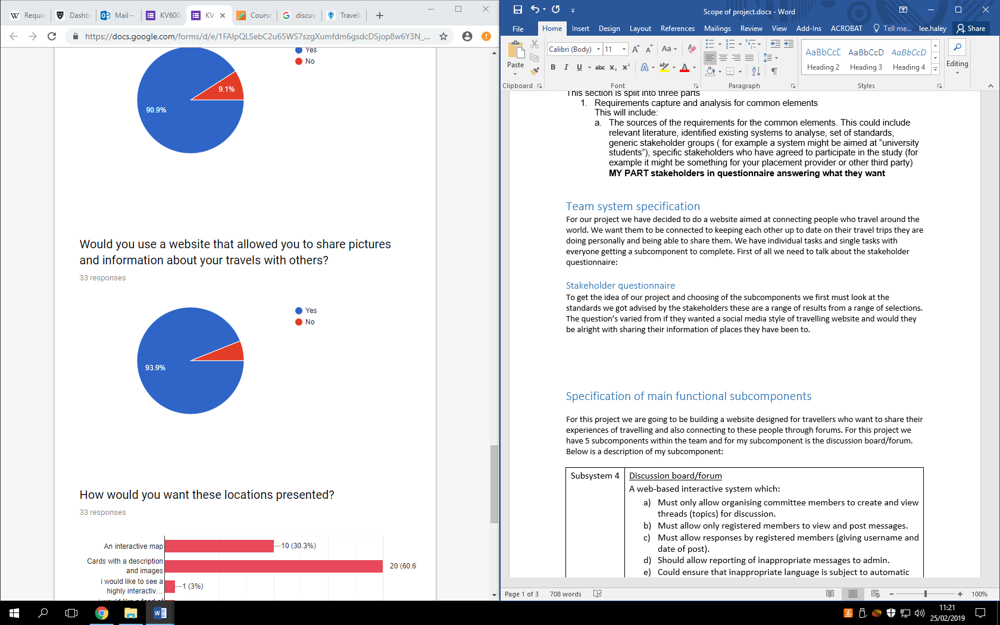 Requir
Dashb
Mail –
KV600
KV
Course
discus
Travell
https://docs.google.com/forms/d/e/1FAIpQLSebC2u65WS7szgXumfdm6gsdcDSjop8w6Y3N_...
Yes
No
9.1%
90.9%
Would you use a website that allowed you to share pictures
and information about your travels with others?
33 responses
Yes
No
93.9%
How would you want these locations presented?
33 responses
An interactive map
10 (30.3%)
Cards with a description
and images
20 (60.6
i would like to see a
highly interactiv...
1 (3%)
Scope of project.docx - Word
File
Home
Insert
Design
Layout
References
Mailings
Review
View
Add-Ins
ACROBAT
Tell me...
lee.haley
Share
Paste
Clipboard
Calibri (Body)
11
Font
Paragraph
AaBbCcD
Heading 2
AaBbCcD
Heading 3
AaBbCcD
Heading 4
Styles
Editing
This section is split into three parts
1. Requirements capture and analysis for common elements
This will include:
a. The sources of the requirements for the common elements. This could include
relevant literature, identified existing systems to analyse, set of standards,
generic stakeholder groups ( for example a system might be aimed at “university
students”), specific stakeholders who have agreed to participate in the study (for
example it might be something for your placement provider or other third party)
MY PART stakeholders in questionnaire answering what they want
Team system specification
For our project we have decided to do a website aimed at connecting people who travel around the
world. We want them to be connected to keeping each other up to date on their travel trips they are
doing personally and being able to share them. We have individual tasks and single tasks with
everyone getting a subcomponent to complete. First of all we need to talk about the stakeholder
questionnaire:
Stakeholder questionnaire
To get the idea of our project and choosing of the subcomponents we first must look at the
standards we got advised by the stakeholders these are a range of results from a range of selections.
The question’s varied from if they wanted a social media style of travelling website and would they
be alright with sharing their information of places they have been to.
Specification of main functional subcomponents
For this project we are going to be building a website designed for travellers who want to share their
experiences of travelling and also connecting to these people through forums. For this project we
have 5 subcomponents within the team and for my subcomponent is the discussion board/forum.
Below is a description of my subcomponent:
Subsystem 4
Discussion board/forum
A web-based interactive system which:
a) Must only allow organising committee members to create and view
threads (topics) for discussion.
b) Must allow only registered members to view and post messages.
c) Must allow responses by registered members (giving username and
date of post).
d) Should allow reporting of inappropriate messages to admin.
e) Could ensure that inappropriate language is subject to automatic
Page 1 of 3
708 words
100%
11:21
25/02/2019